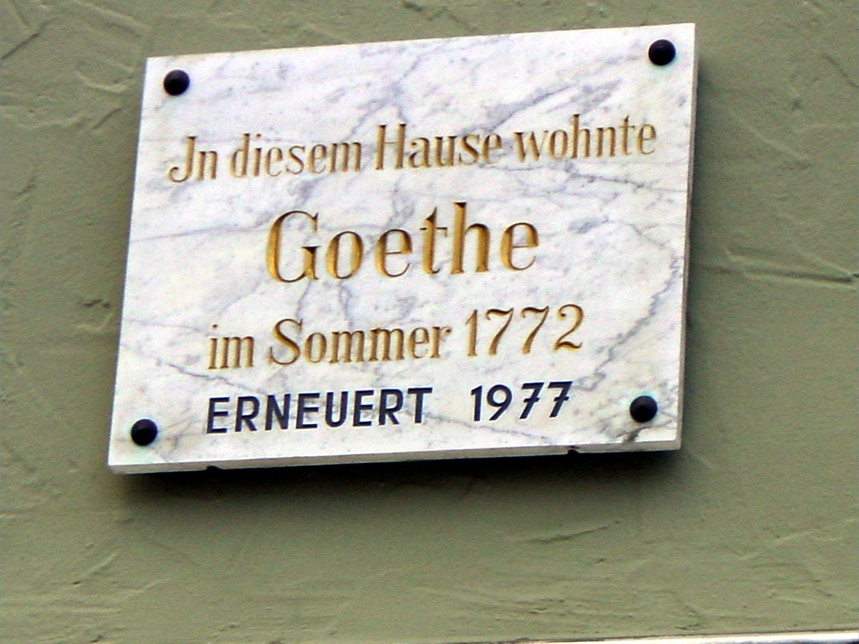 Jn diesem Hause wohnte
Goethe
im Sommer 1772
ERNEUERT 1977